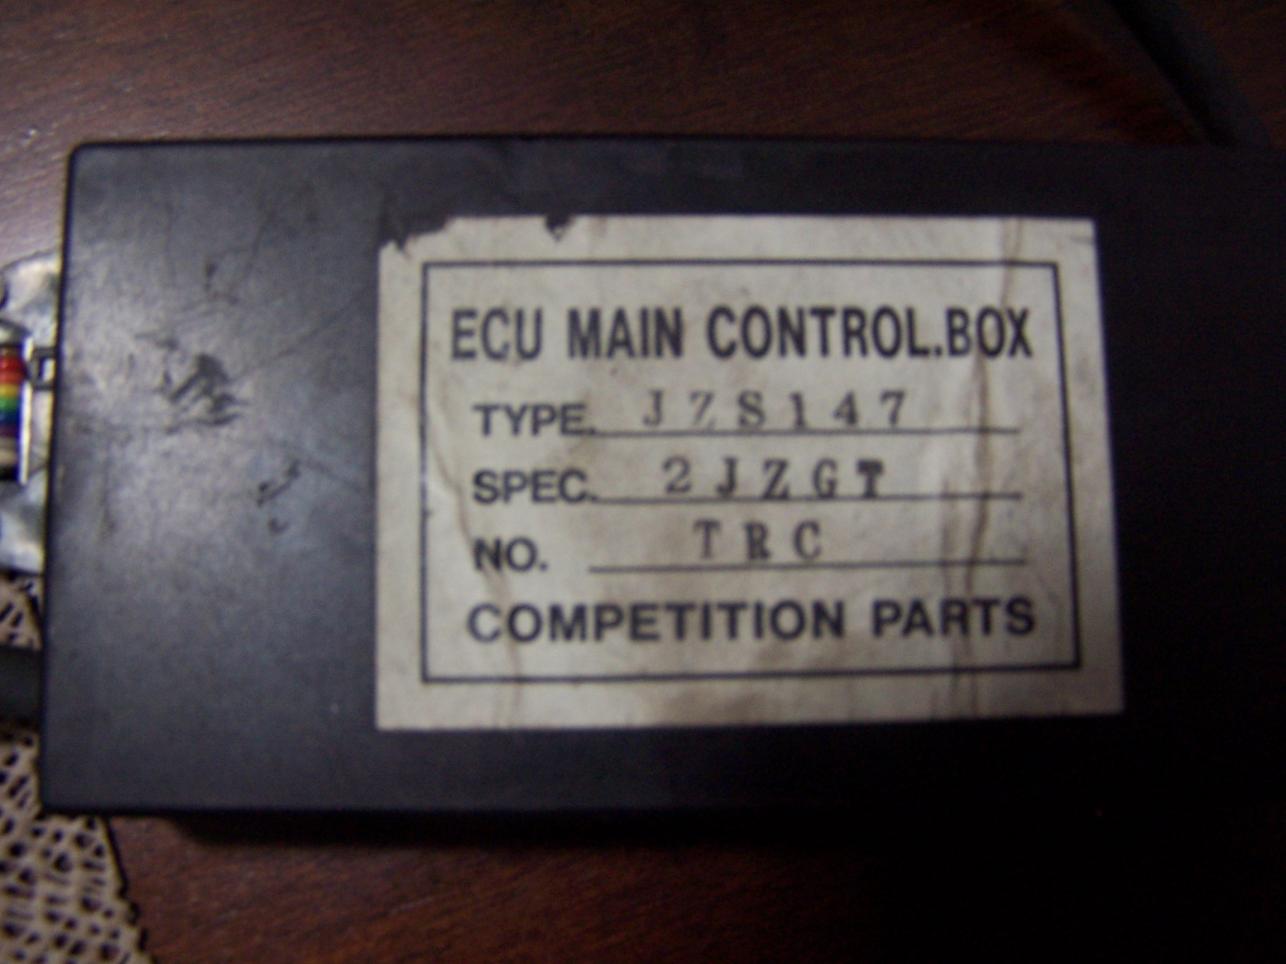 ECU MAIN CONTROL.BOX
TYPE. JZS147
SPEC. 2JZGT
NO. TRC
COMPETITION PARTS